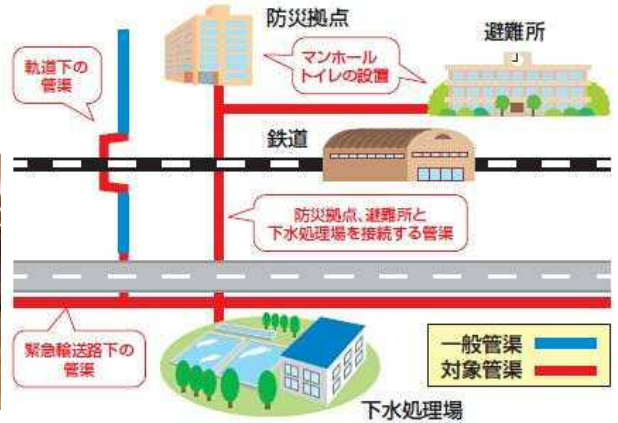 防災拠点
避難所
軌道下の
管渠
マンホール
トイレの設置
鉄道
防災拠点、避難所と
下水処理場を接続する管渠
緊急輸送路下の
管渠
一般管渠
対象管渠
下水処理場